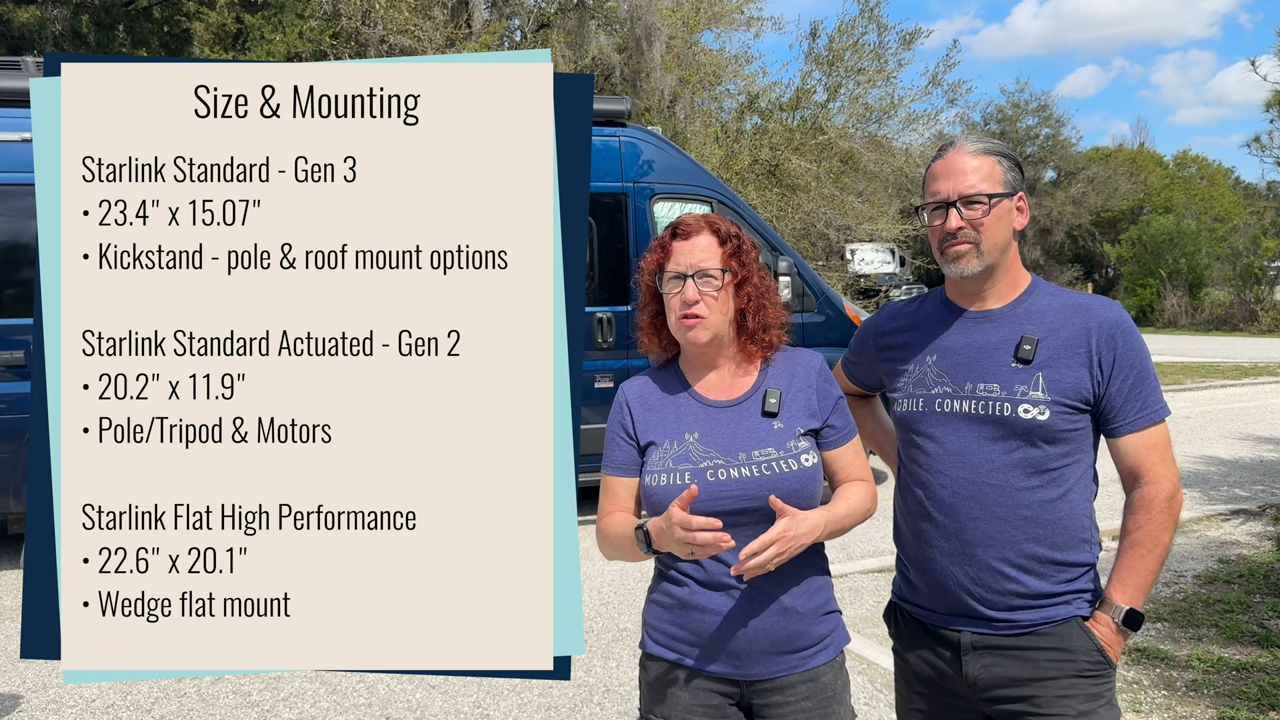 Size & Mounting
Starlink Standard - Gen 3
• 23.4" x 15.07"
• Kickstand - pole & roof mount options
Starlink Standard Actuated - Gen 2
• 20.2" x 11.9"
• Pole/Tripod & Motors
Starlink Flat High Performance
• 22.6" x 20.1"
• Wedge flat mount
MOBILE. CONNECTED.
MOBILE. CONNECTED.